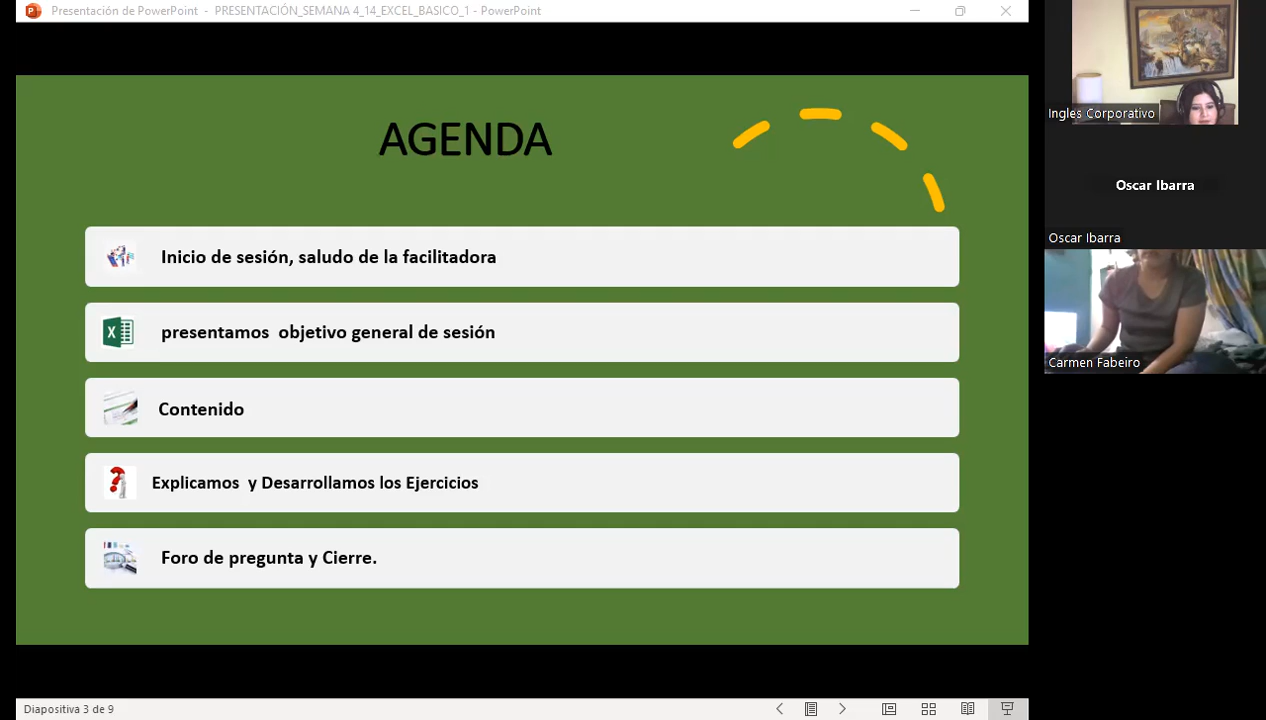 Presentación de PowerPoint - PRESENTACIÓN_SEMANA 4_14_EXCEL_BASICO_1 - PowerPoint
AGENDA
Inicio de sesión, saludo de la facilitadora
presentamos objetivo general de sesión
Contenido
Explicamos y Desarrollamos los Ejercicios
Foro de pregunta y Cierre.
Diapositiva 3 de 9
Ingles Corporativo
Oscar Ibarra
Oscar Ibarra
Carmen Fabeiro